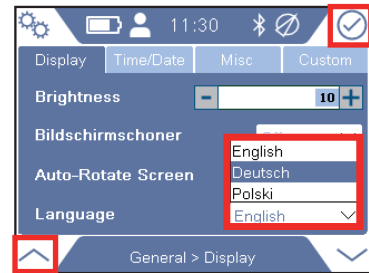 11:30
Display Time/Date Misc Custom
Brightness - 10 +
Bildschirmschoner
English
Auto-Rotate Screen Deutsch
Polski
Language English
General > Display